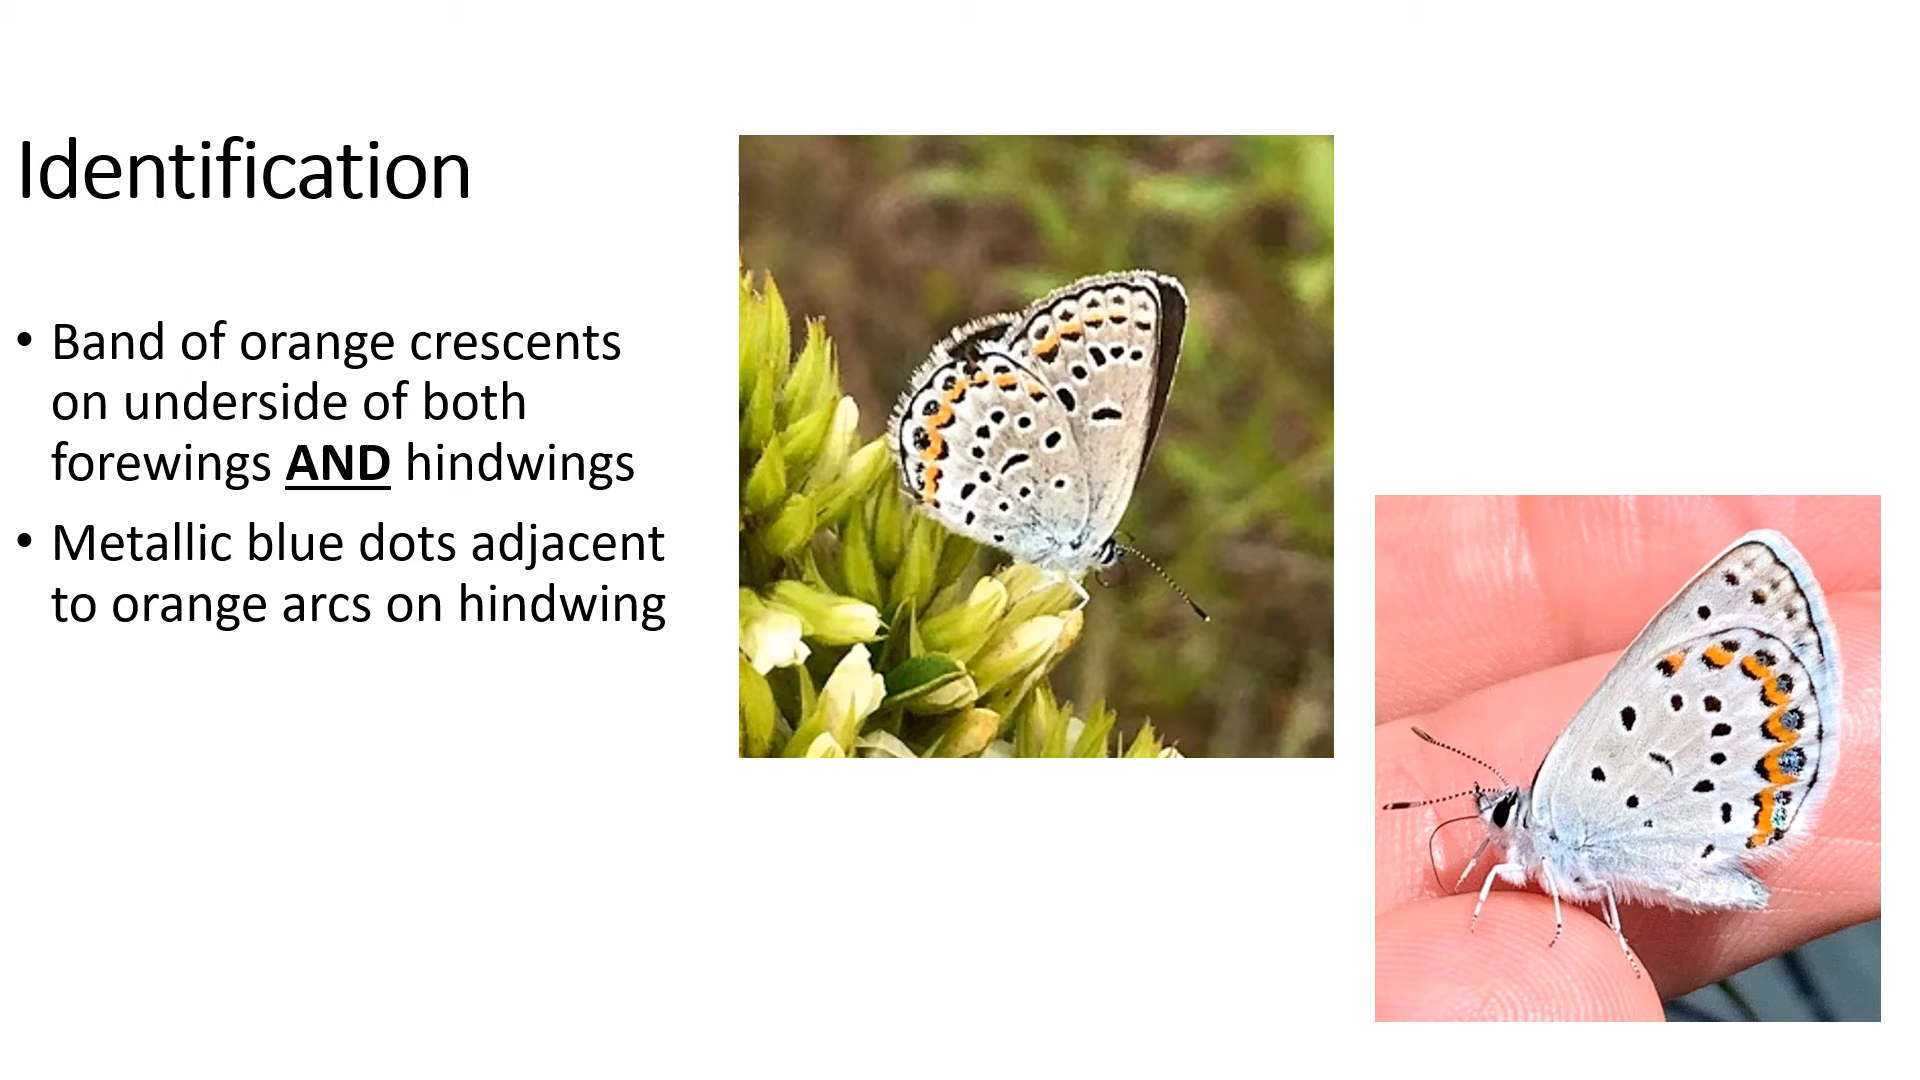 Identification
• Band of orange crescents
on underside of both
forewings AND hindwings
• Metallic blue dots adjacent
to orange arcs on hindwing